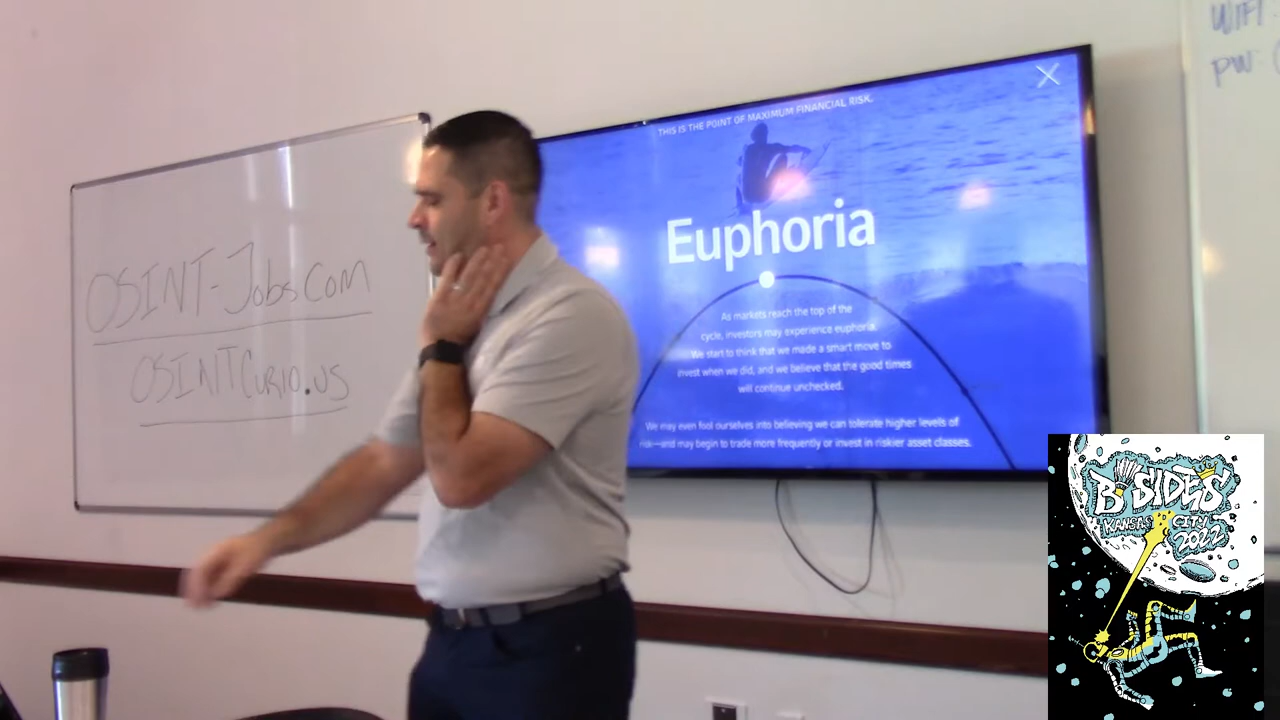 OSINT-Jobs.Com
OSINTCurio.us
THIS IS THE POINT OF MAXIMUM FINANCIAL RISK.
Euphoria
As markets reach the top of the
cycle, investors may experience euphoria.
We start to think that we made a smart move to
invest when we did, and we believe that the good times
will continue unchecked.
We may even fool ourselves into believing we can tolerate higher levels of
risk—and may begin to trade more frequently or invest in riskier asset classes.
WIFI:
PW:
B SIDES
KANSAS CITY
2022